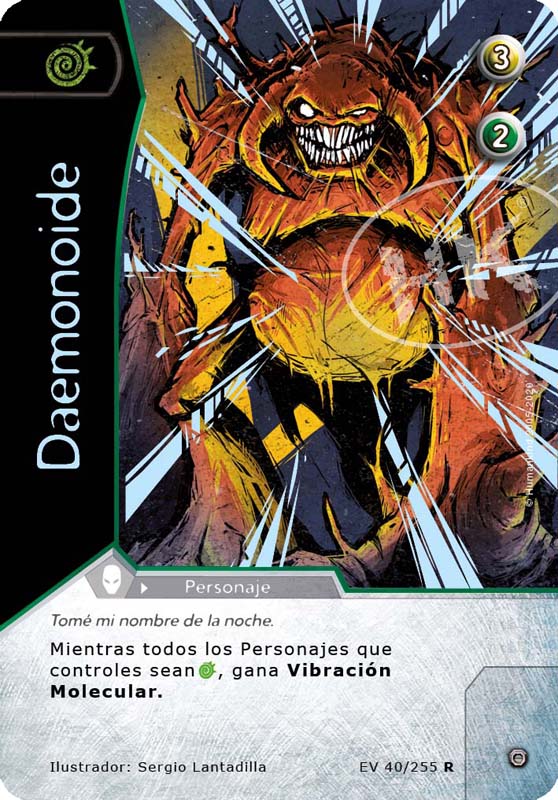 3
2
Daemonoide
HK
®
Personaje
Tomé mi nombre de la noche.
Mientras todos los Personajes que
controles sean , gana Vibración
Molecular.
Ilustrador: Sergio Lantadilla
EV 40/255 R